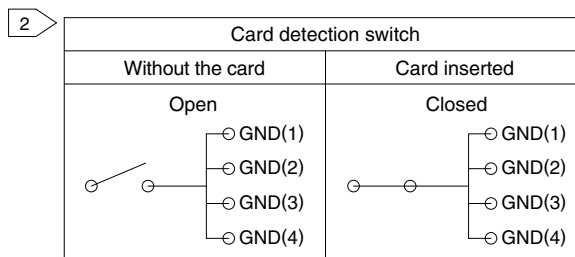 2
Card detection switch
Without the card
Card inserted
Open
Closed
GND(1)
GND(2)
GND(3)
GND(4)
GND(1)
GND(2)
GND(3)
GND(4)